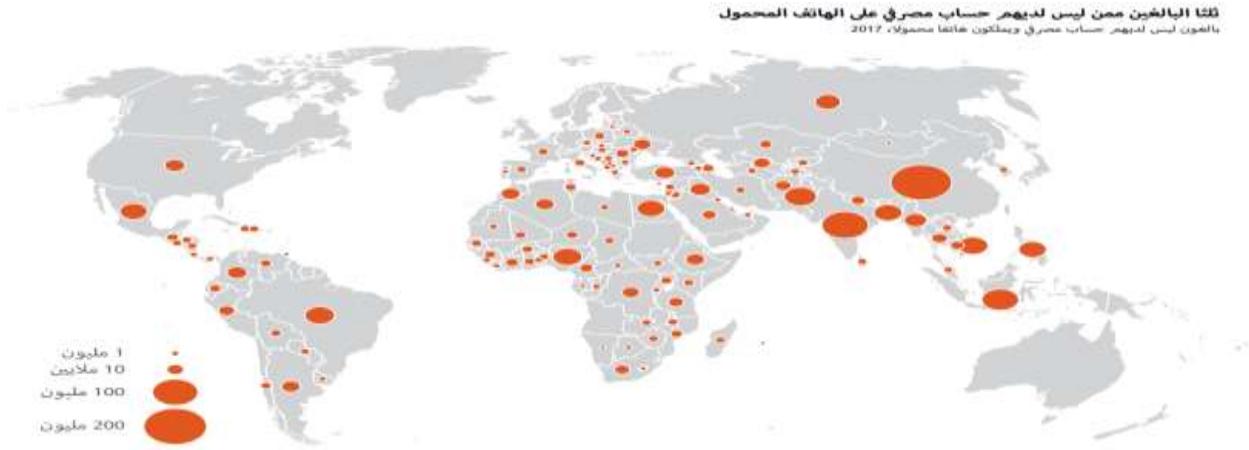 ثلثا البالغين ممن ليس لديهم حساب مصرفي على الهاتف المحمول
بالغون ليس لديهم حساب مصرفي ويملكون هاتفا محمولا، 2017
1 مليون
10 ملايين
100 مليون
200 مليون